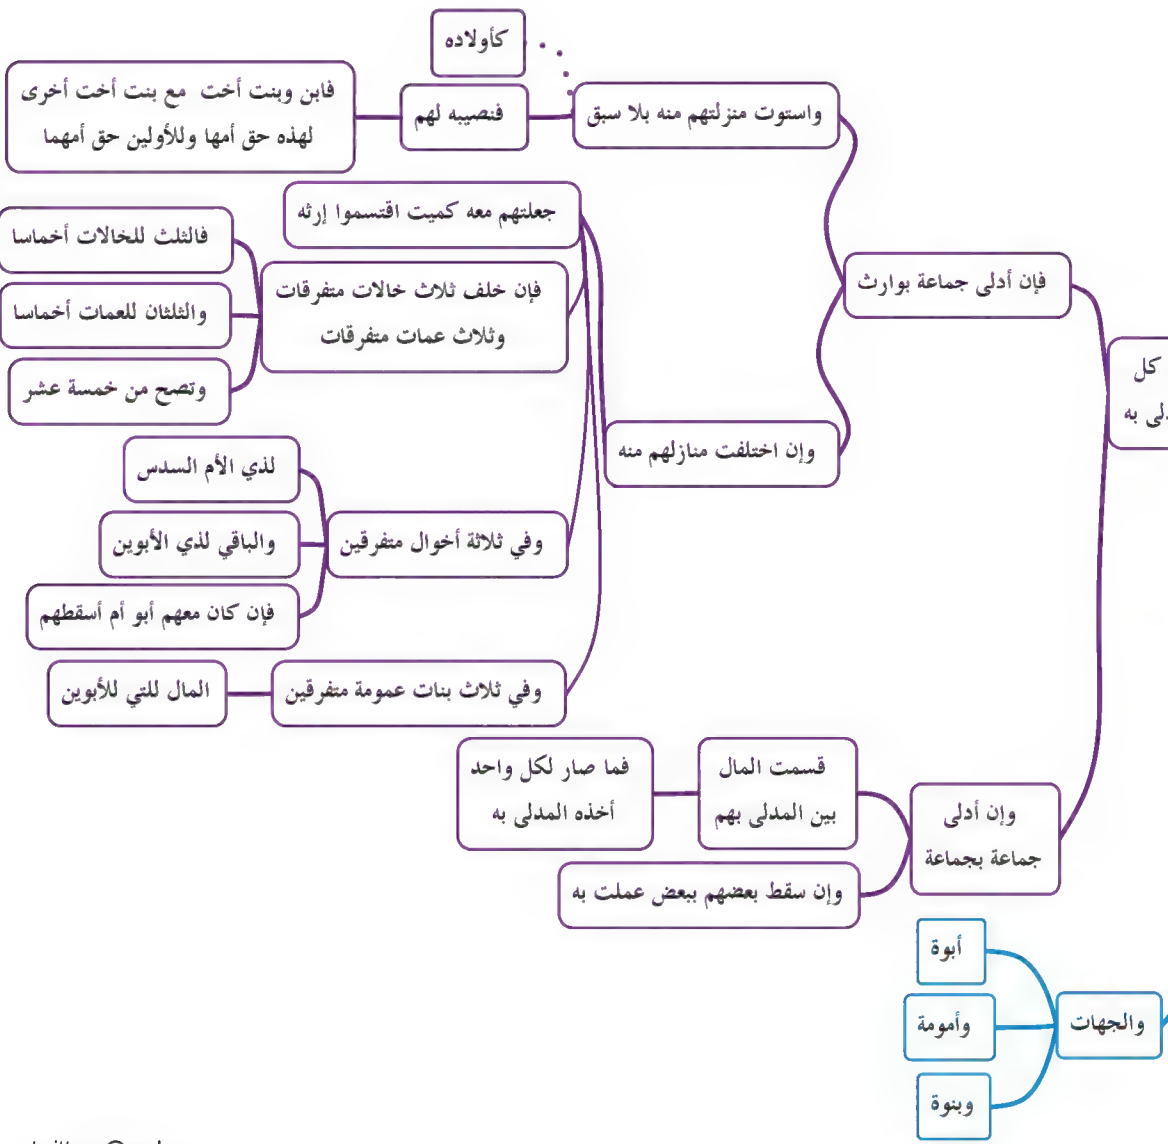 كل
به
فإن أدلى جماعة بوارث
واستوت منزلتهم منه بلا سبق
كأولاده
فنصيبه لهم
فابن وبنت أخت مع بنت أخت أخرى
لهذه حق أمها وللأولين حق أمهما
وإن اختلفت منازلهم منه
جعلتهم معه كميت اقتسموا إرثه
فإن خلف ثلاث خالات متفرقات
وثلاث عمات متفرقات
فالثلث للخالات أخماسا
والثلثان للعمات أخماسا
وتصح من خمسة عشر
وفي ثلاثة أخوال متفرقين
لذي الأم السدس
والباقي لذي الأبوين
فإن كان معهم أبو أم أسقطهم
وفي ثلاث بنات عمومة متفرقين
المال للتي للأبوين
وإن أدلى
جماعة بجماعة
قسمت المال
بين المدلى بهم
فما صار لكل واحد
أخذه المدلى به
وإن سقط بعضهم ببعض عملت به
والجهات
أبوة
وأمومة
وبنوة